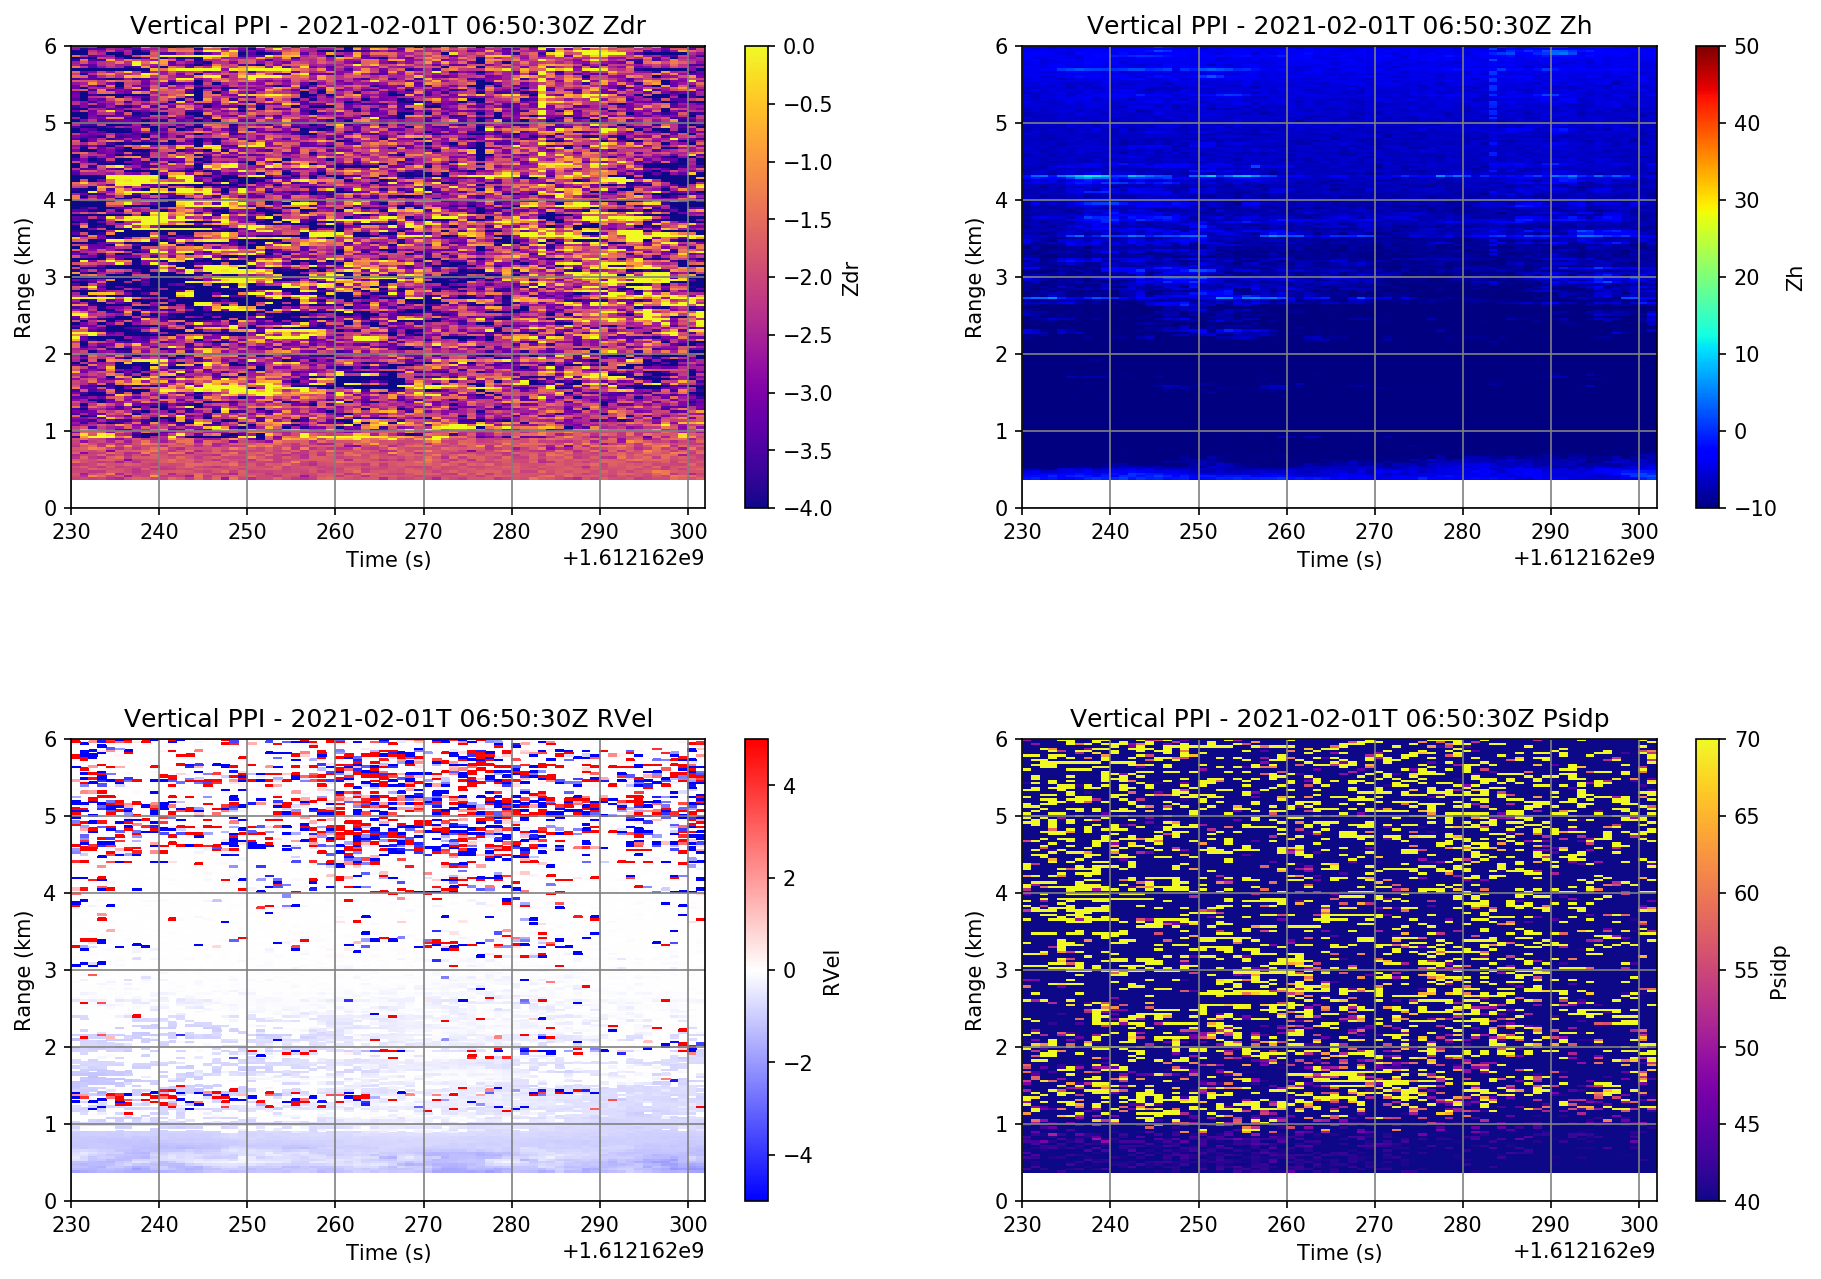 Vertical PPI - 2021-02-01T 06:50:30Z Zdr
6
5
4
3
2
1
0
Range (km)
230 240 250 260 270 280 290 300
Time (s)
+1.612162e9
0.0
−0.5
−1.0
−1.5
−2.0
−2.5
−3.0
−3.5
−4.0
Zdr
Vertical PPI - 2021-02-01T 06:50:30Z Zh
6
5
4
3
2
1
0
Range (km)
230 240 250 260 270 280 290 300
Time (s)
+1.612162e9
50
40
30
20
10
0
−10
Zh
Vertical PPI - 2021-02-01T 06:50:30Z RVel
6
5
4
3
2
1
0
Range (km)
230 240 250 260 270 280 290 300
Time (s)
+1.612162e9
4
2
0
−2
−4
RVel
Vertical PPI - 2021-02-01T 06:50:30Z Psidp
6
5
4
3
2
1
0
Range (km)
230 240 250 260 270 280 290 300
Time (s)
+1.612162e9
70
65
60
55
50
45
40
Psidp